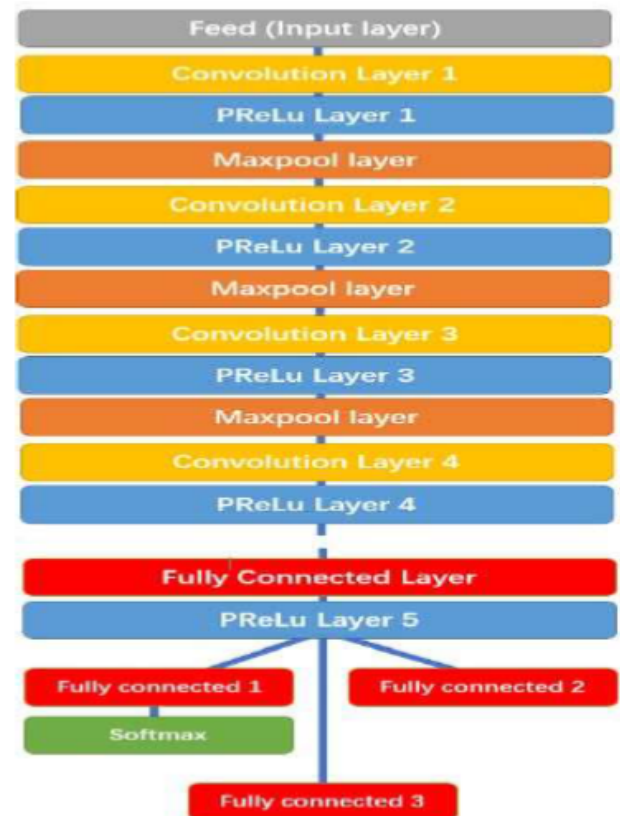 Feed (Input layer)
Convolution Layer 1
PReLu Layer 1
Maxpool layer
Convolution Layer 2
PReLu Layer 2
Maxpool layer
Convolution Layer 3
PReLu Layer 3
Maxpool layer
Convolution Layer 4
PReLu Layer 4
Fully Connected Layer
PReLu Layer 5
Fully connected 1
Fully connected 2
Softmax
Fully connected 3